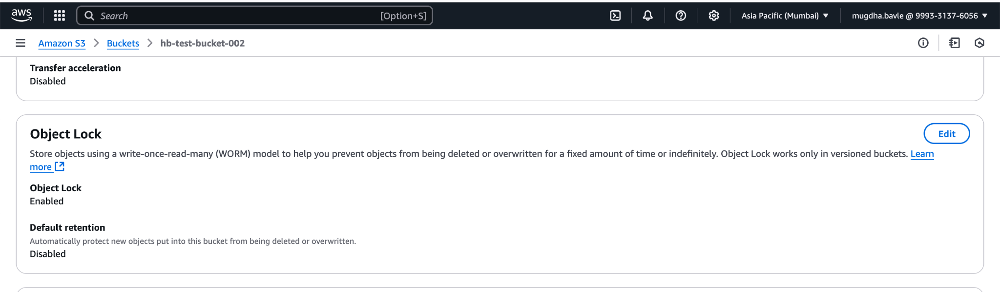 aws
Search [Option+S]
Asia Pacific (Mumbai) ▼
mugdha.bavle @ 9993-3137-6056 ▼
Amazon S3 > Buckets > hb-test-bucket-002
Transfer acceleration
Disabled
Object Lock
Edit
Store objects using a write-once-read-many (WORM) model to help you prevent objects from being deleted or overwritten for a fixed amount of time or indefinitely. Object Lock works only in versioned buckets. Learn
more
Object Lock
Enabled
Default retention
Automatically protect new objects put into this bucket from being deleted or overwritten.
Disabled